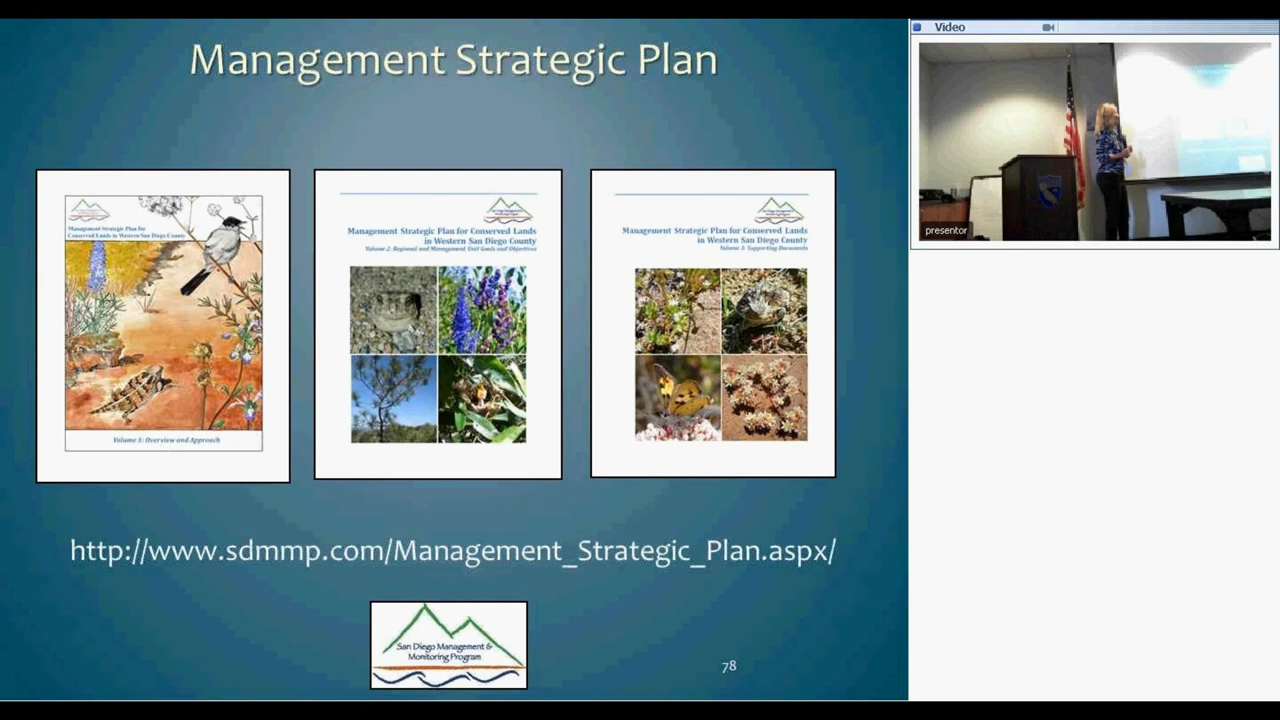 Management Strategic Plan
Management Strategic Plan for
Conserved Lands in Western San Diego County
Volume 1: Overview and Approach
Management Strategic Plan for Conserved Lands
in Western San Diego County
Volume 2: Regional and Management Unit Goals and Objectives
Management Strategic Plan for Conserved Lands
in Western San Diego County
Volume 3: Supporting Documents
http://www.sdmmp.com/Management_Strategic_Plan.aspx/
San Diego Management &
Monitoring Program
78
Video
presentor